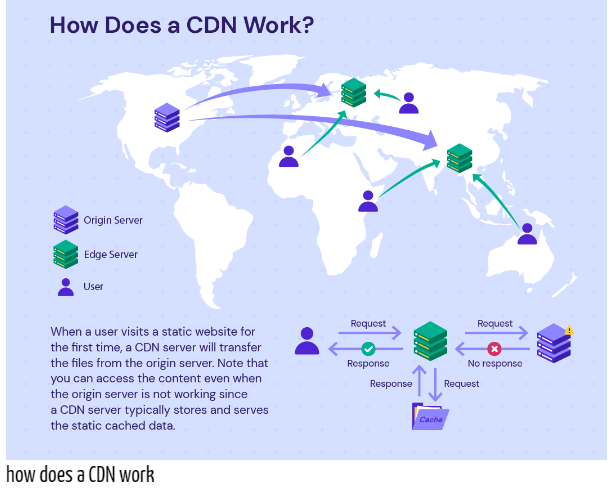 How Does a CDN Work?
Origin Server
Edge Server
User
When a user visits a static website for
the first time, a CDN server will transfer
the files from the origin server. Note that
you can access the content even when
the origin server is not working since
a CDN server typically stores and serves
the static cached data.
Request
Request
Response
No response
Response
Request
Cache
how does a CDN work